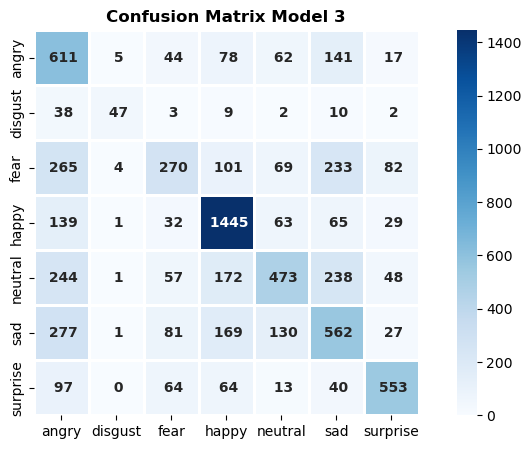 Confusion Matrix Model 3
angry 611 5 44 78 62 141 17
disgust 38 47 3 9 2 10 2
fear 265 4 270 101 69 233 82
happy 139 1 32 1445 63 65 29
neutral 244 1 57 172 473 238 48
sad 277 1 81 169 130 562 27
surprise 97 0 64 64 13 40 553
angry disgust fear happy neutral sad surprise
1400
1200
1000
800
600
400
200
0